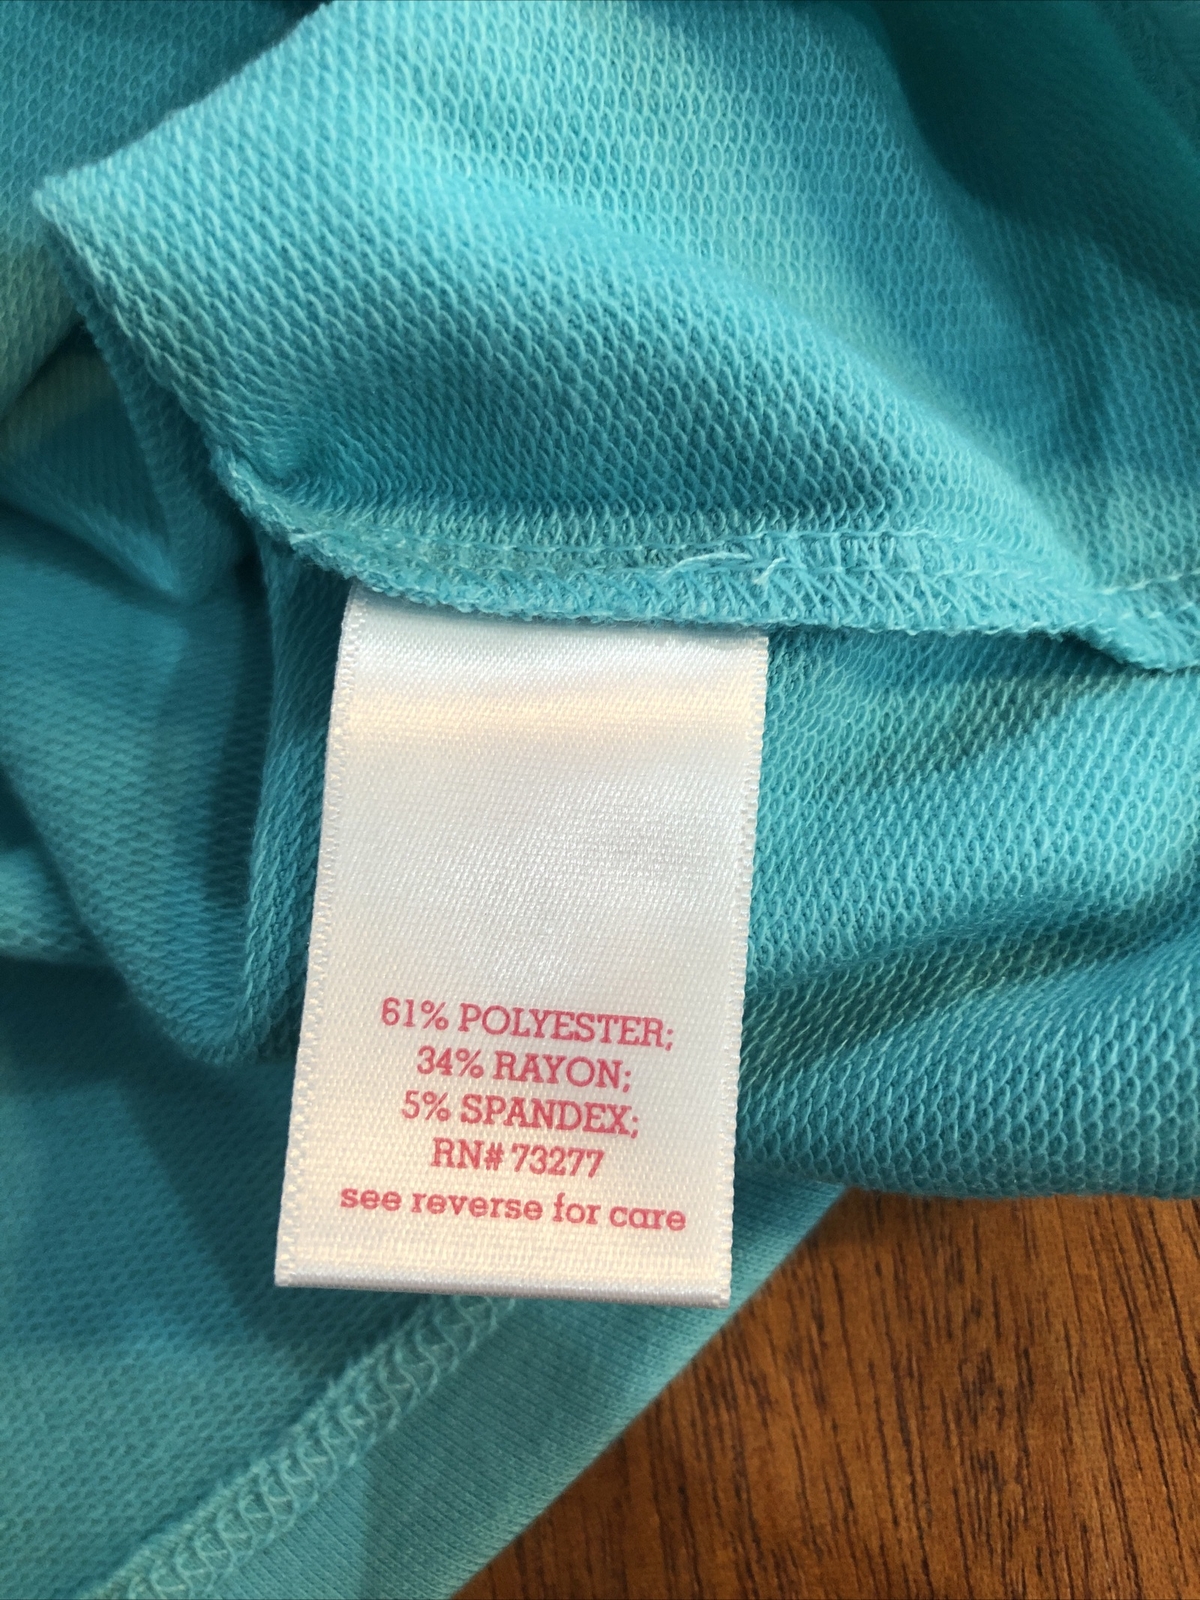 61% POLYESTER;
34% RAYON;
5% SPANDEX;
RN# 73277
see reverse for care